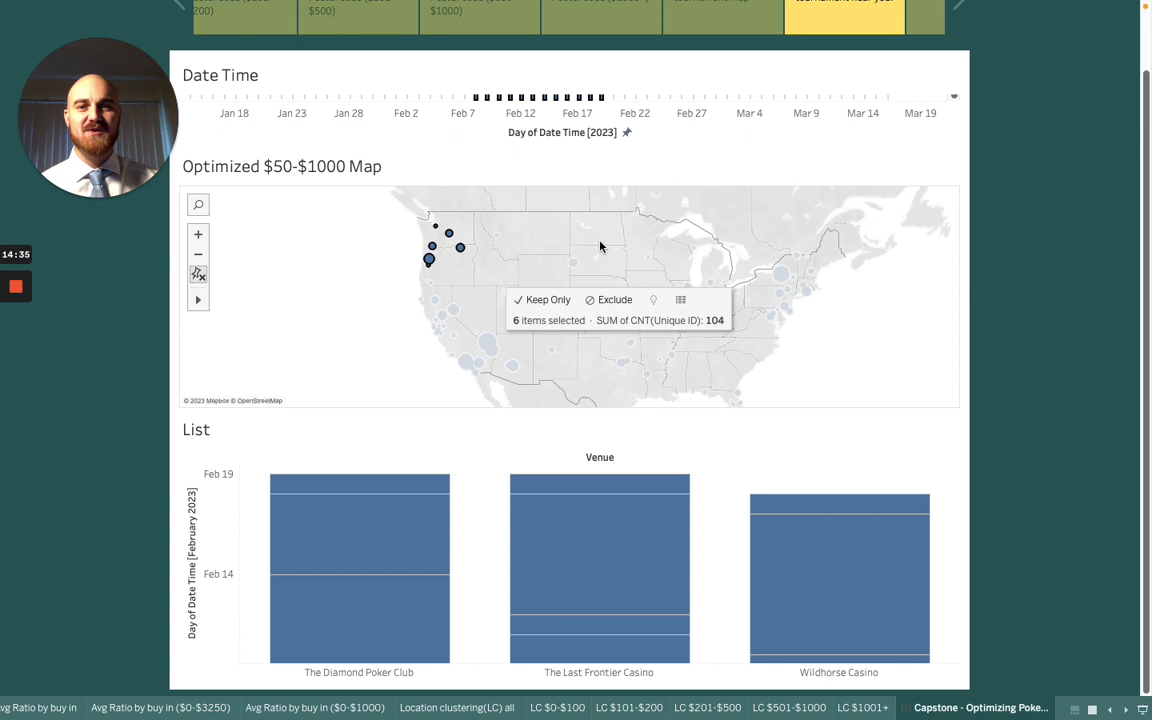 200)
$500)
$1000)
Date Time
Jan 18 Jan 23 Jan 28 Feb 2 Feb 7 Feb 12 Feb 17 Feb 22 Feb 27 Mar 4 Mar 9 Mar 14 Mar 19
Day of Date Time [2023]
Optimized $50-$1000 Map
14:35
Keep Only Exclude
6 items selected · SUM of CNT(Unique ID): 104
© 2023 Mapbox © OpenStreetMap
List
Venue
Feb 19
Feb 14
Day of Date Time [February 2023]
The Diamond Poker Club The Last Frontier Casino Wildhorse Casino
vg Ratio by buy in Avg Ratio by buy in ($0-$3250) Avg Ratio by buy in ($0-$1000) Location clustering(LC) all LC $0-$100 LC $101-$200 LC $201-$500 LC $501-$1000 LC $1001+ Capstone - Optimizing Poke...